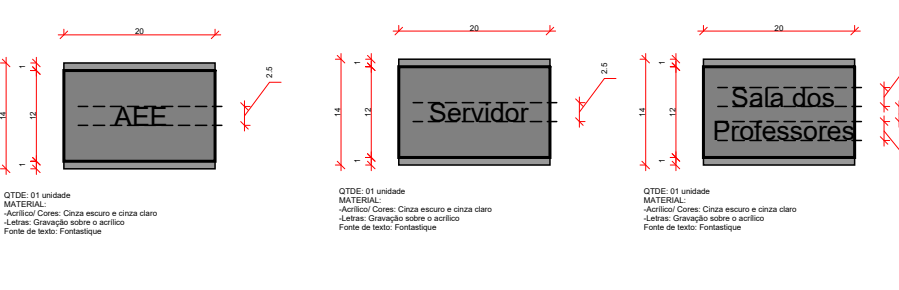 20
1
14
12
1
2.5
AEE
QTDE: 01 unidade
MATERIAL:
-Acrílico/ Cores: Cinza escuro e cinza claro
-Letras: Gravação sobre o acrílico
Fonte de texto: Fontastique
20
1
14
12
1
2.5
Servidor
QTDE: 01 unidade
MATERIAL:
-Acrílico/ Cores: Cinza escuro e cinza claro
-Letras: Gravação sobre o acrílico
Fonte de texto: Fontastique
20
1
14
12
1
Sala dos
Professores
QTDE: 01 unidade
MATERIAL:
-Acrílico/ Cores: Cinza escuro e cinza claro
-Letras: Gravação sobre o acrílico
Fonte de texto: Fontastique